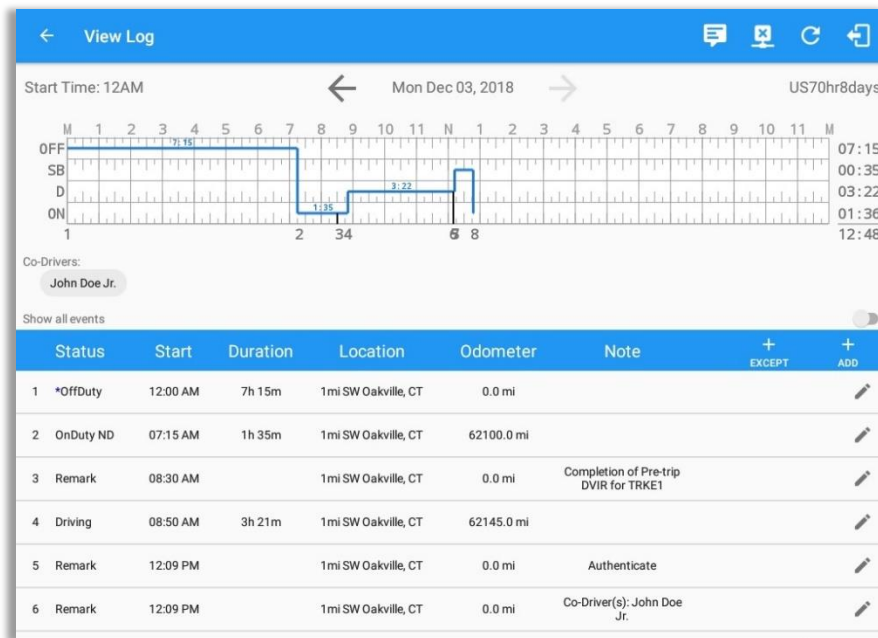 View Log
Start Time: 12AM Mon Dec 03, 2018 US70hr8days
M 1 2 3 4 5 6 7 8 9 10 11 N 1 2 3 4 5 6 7 8 9 10 11 M
OFF 7:15 07:15
SB 00:35
D 3:22 03:22
ON 1:35 01:36
1 2 34 8 12:48
Co-Drivers:
John Doe Jr.
Show all events
Status Start Duration Location Odometer Note + EXCEPT + ADD
1 *OffDuty 12:00 AM 7h 15m 1mi SW Oakville, CT 0.0 mi
2 OnDuty ND 07:15 AM 1h 35m 1mi SW Oakville, CT 62100.0 mi
3 Remark 08:30 AM 1mi SW Oakville, CT 0.0 mi Completion of Pre-trip
DVIR for TRKE1
4 Driving 08:50 AM 3h 21m 1mi SW Oakville, CT 62145.0 mi
5 Remark 12:09 PM 1mi SW Oakville, CT 0.0 mi Authenticate
6 Remark 12:09 PM 1mi SW Oakville, CT 0.0 mi Co-Driver(s): John Doe
Jr.